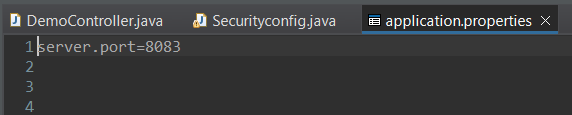 DemoController.java Securityconfig.java application.properties
1 server.port=8083
2
3
4